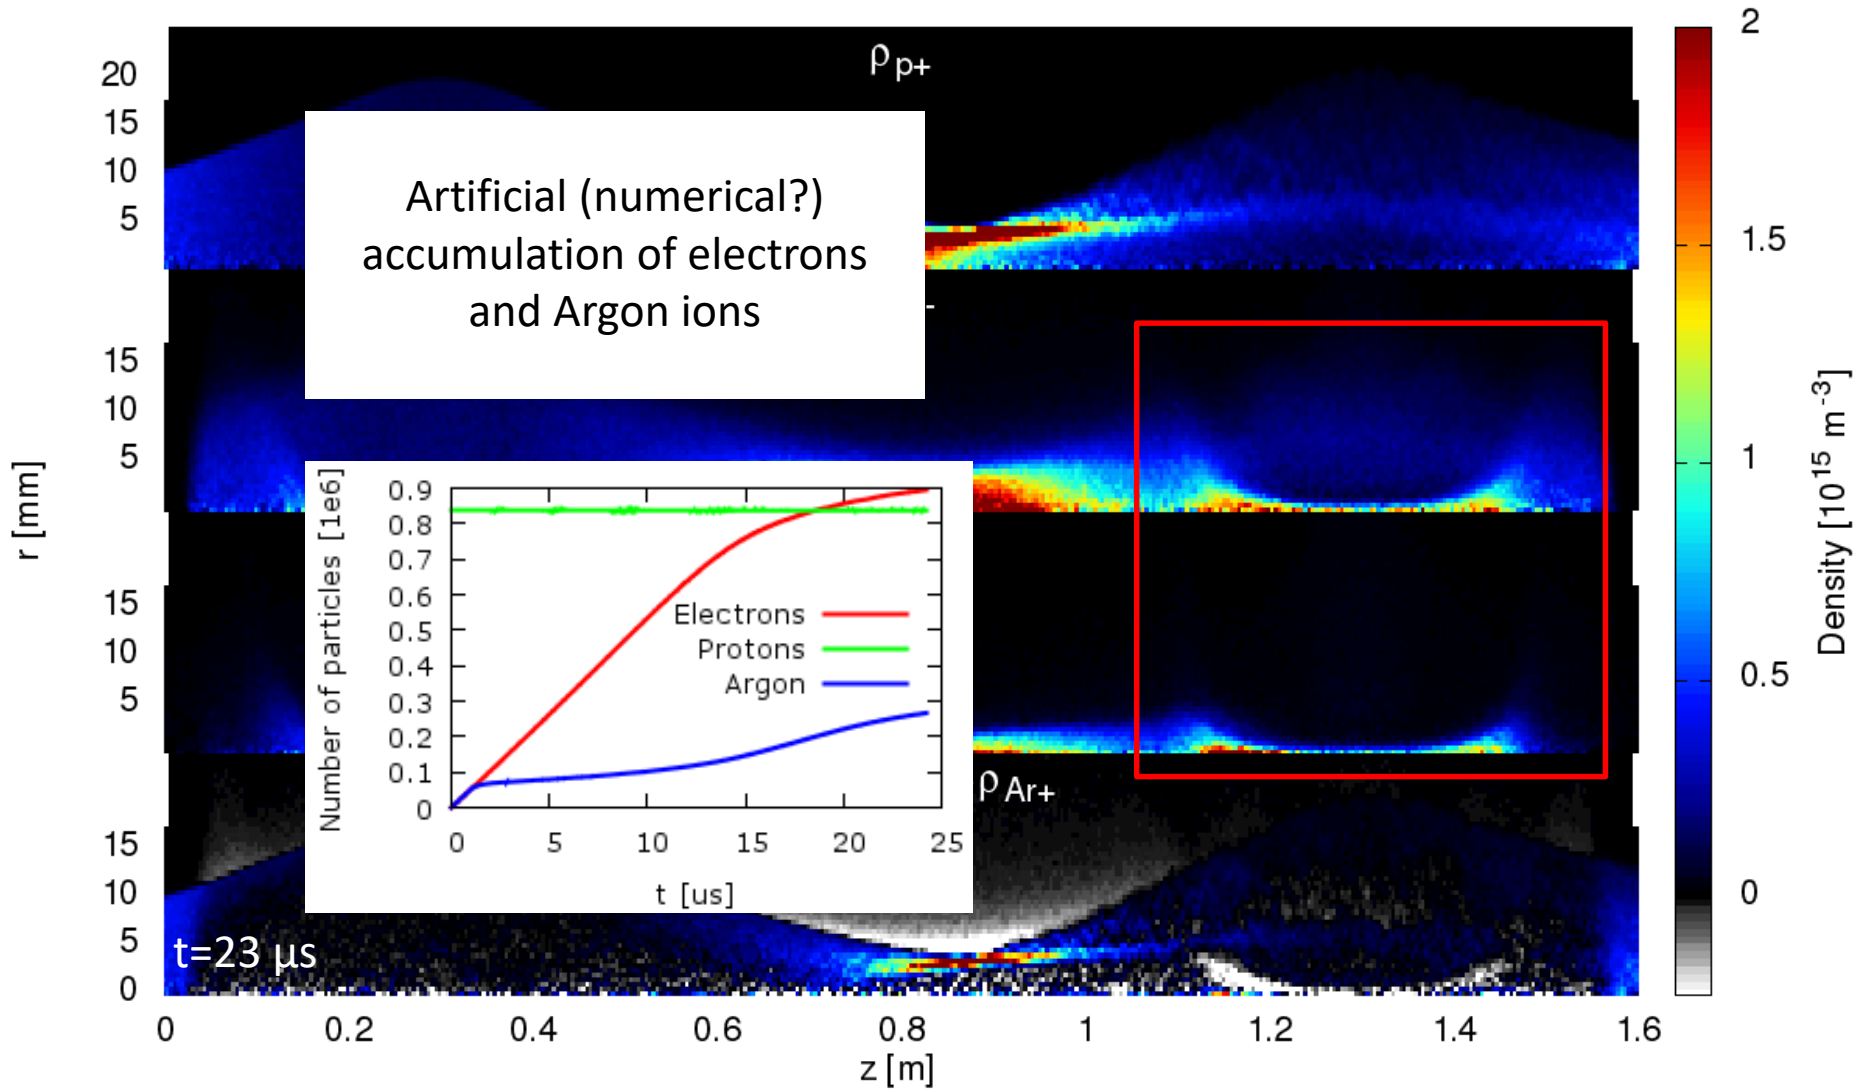 ρp+
20
15
10
5
Artificial (numerical?)
accumulation of electrons
and Argon ions
-
15
10
5
15
10
5
ρAr+
15
10
5
0
t=23 μs
r [mm]
0 0.2 0.4 0.6 0.8 1 1.2 1.4 1.6
z [m]
0.9
0.8
0.7
0.6
0.5
0.4
0.3
0.2
0.1
0
Number of particles [1e6]
Electrons
Protons
Argon
0 5 10 15 20 25
t [us]
2
1.5
1
0.5
0
Density [10¹⁵ m⁻³]